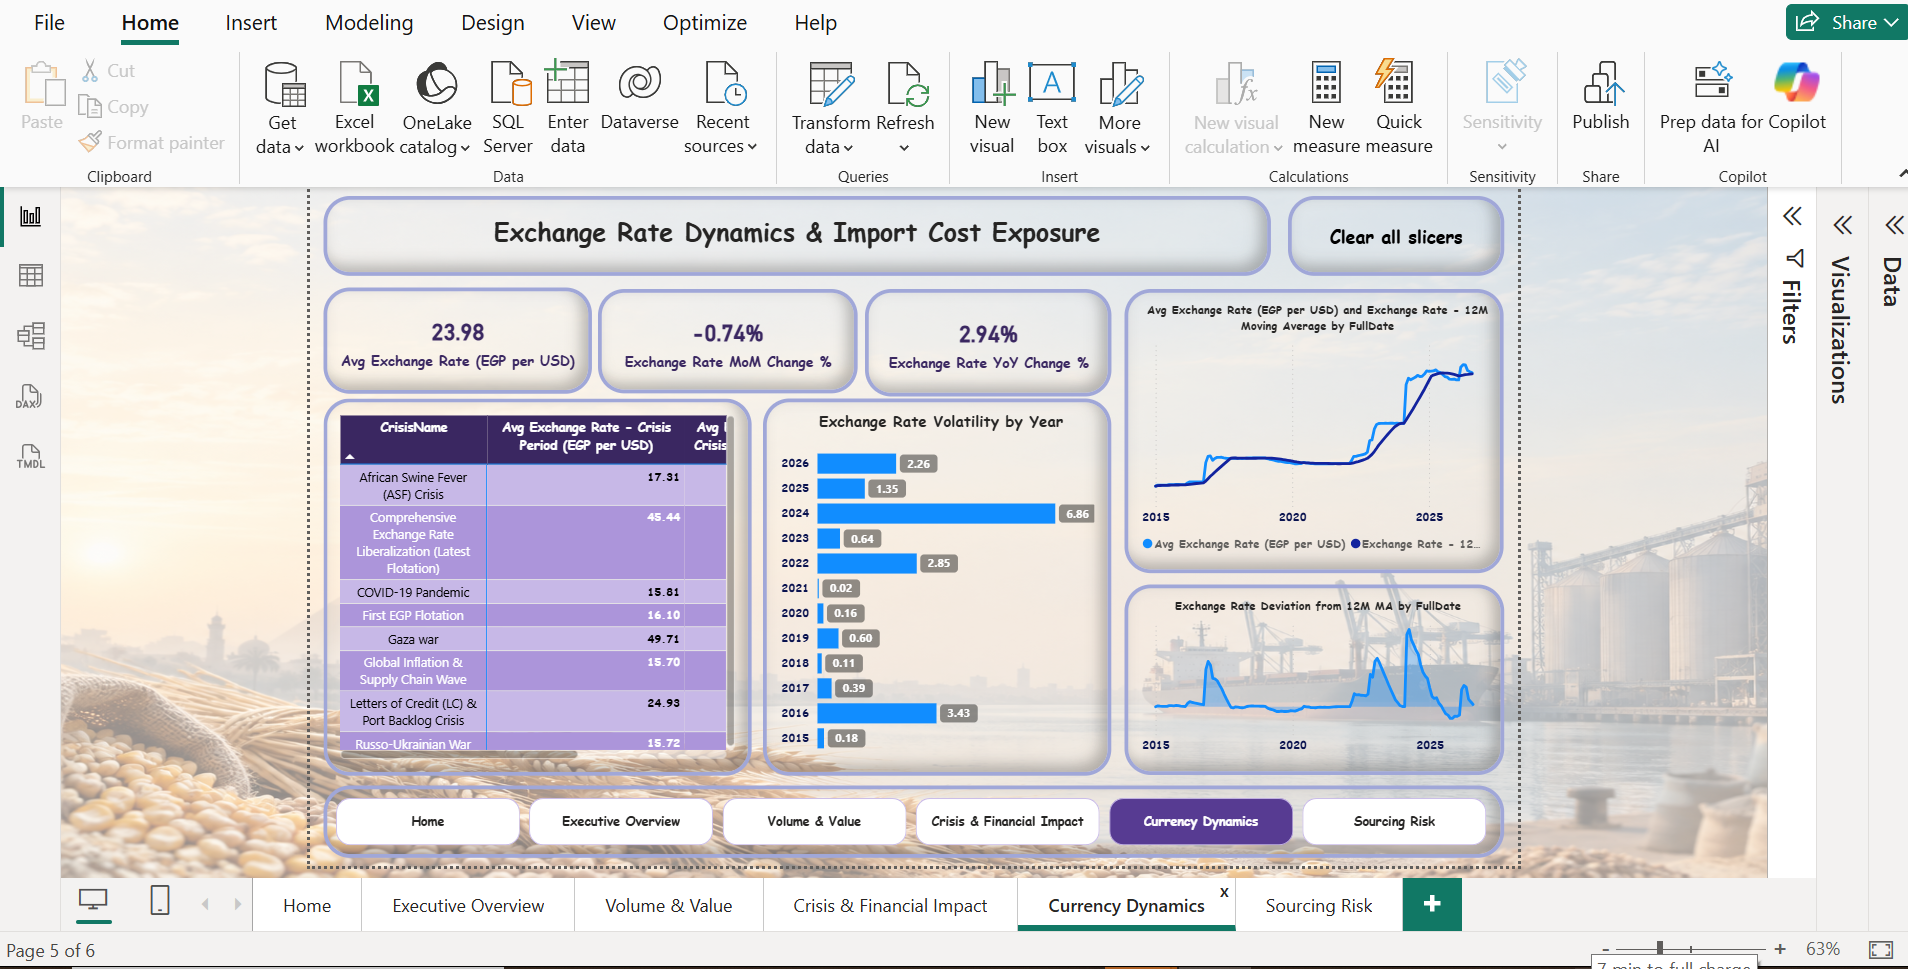 File Home Insert Modeling Design View Optimize Help
Share
Paste
Cut
Copy
Format painter
Clipboard
Get data
Excel workbook
OneLake catalog
SQL Server
Enter data
Dataverse
Recent sources
Data
Transform data
Refresh
Queries
New visual
Text box
More visuals
Insert
New visual calculation
New measure
Quick measure
Calculations
Sensitivity
Sensitivity
Publish
Share
Prep data for AI
Copilot
Copilot
DAX
TMDL
Exchange Rate Dynamics & Import Cost Exposure
Clear all slicers
23.98
Avg Exchange Rate (EGP per USD)
-0.74%
Exchange Rate MoM Change %
2.94%
Exchange Rate YoY Change %
CrisisName
Avg Exchange Rate - Crisis
Period (EGP per USD)
Avg
Crisis
African Swine Fever
(ASF) Crisis
17.31
Comprehensive
Exchange Rate
Liberalization (Latest
Flotation)
45.44
COVID-19 Pandemic 15.81
First EGP Flotation 16.10
Gaza war 49.71
Global Inflation &
Supply Chain Wave
15.70
Letters of Credit (LC) &
Port Backlog Crisis
24.93
Russo-Ukrainian War 15.72
Exchange Rate Volatility by Year
2026 2.26
2025 1.35
2024 6.86
2023 0.64
2022 2.85
2021 0.02
2020 0.16
2019 0.60
2018 0.11
2017 0.39
2016 3.43
2015 0.18
Avg Exchange Rate (EGP per USD) and Exchange Rate - 12M
Moving Average by FullDate
2015 2020 2025
Avg Exchange Rate (EGP per USD) Exchange Rate - 12...
Exchange Rate Deviation from 12M MA by FullDate
2015 2020 2025
Home Executive Overview Volume & Value Crisis & Financial Impact Currency Dynamics Sourcing Risk
Filters
Visualizations
Data
Home Executive Overview Volume & Value Crisis & Financial Impact Currency Dynamics x Sourcing Risk +
Page 5 of 6
- + 63%
7 min to full charge